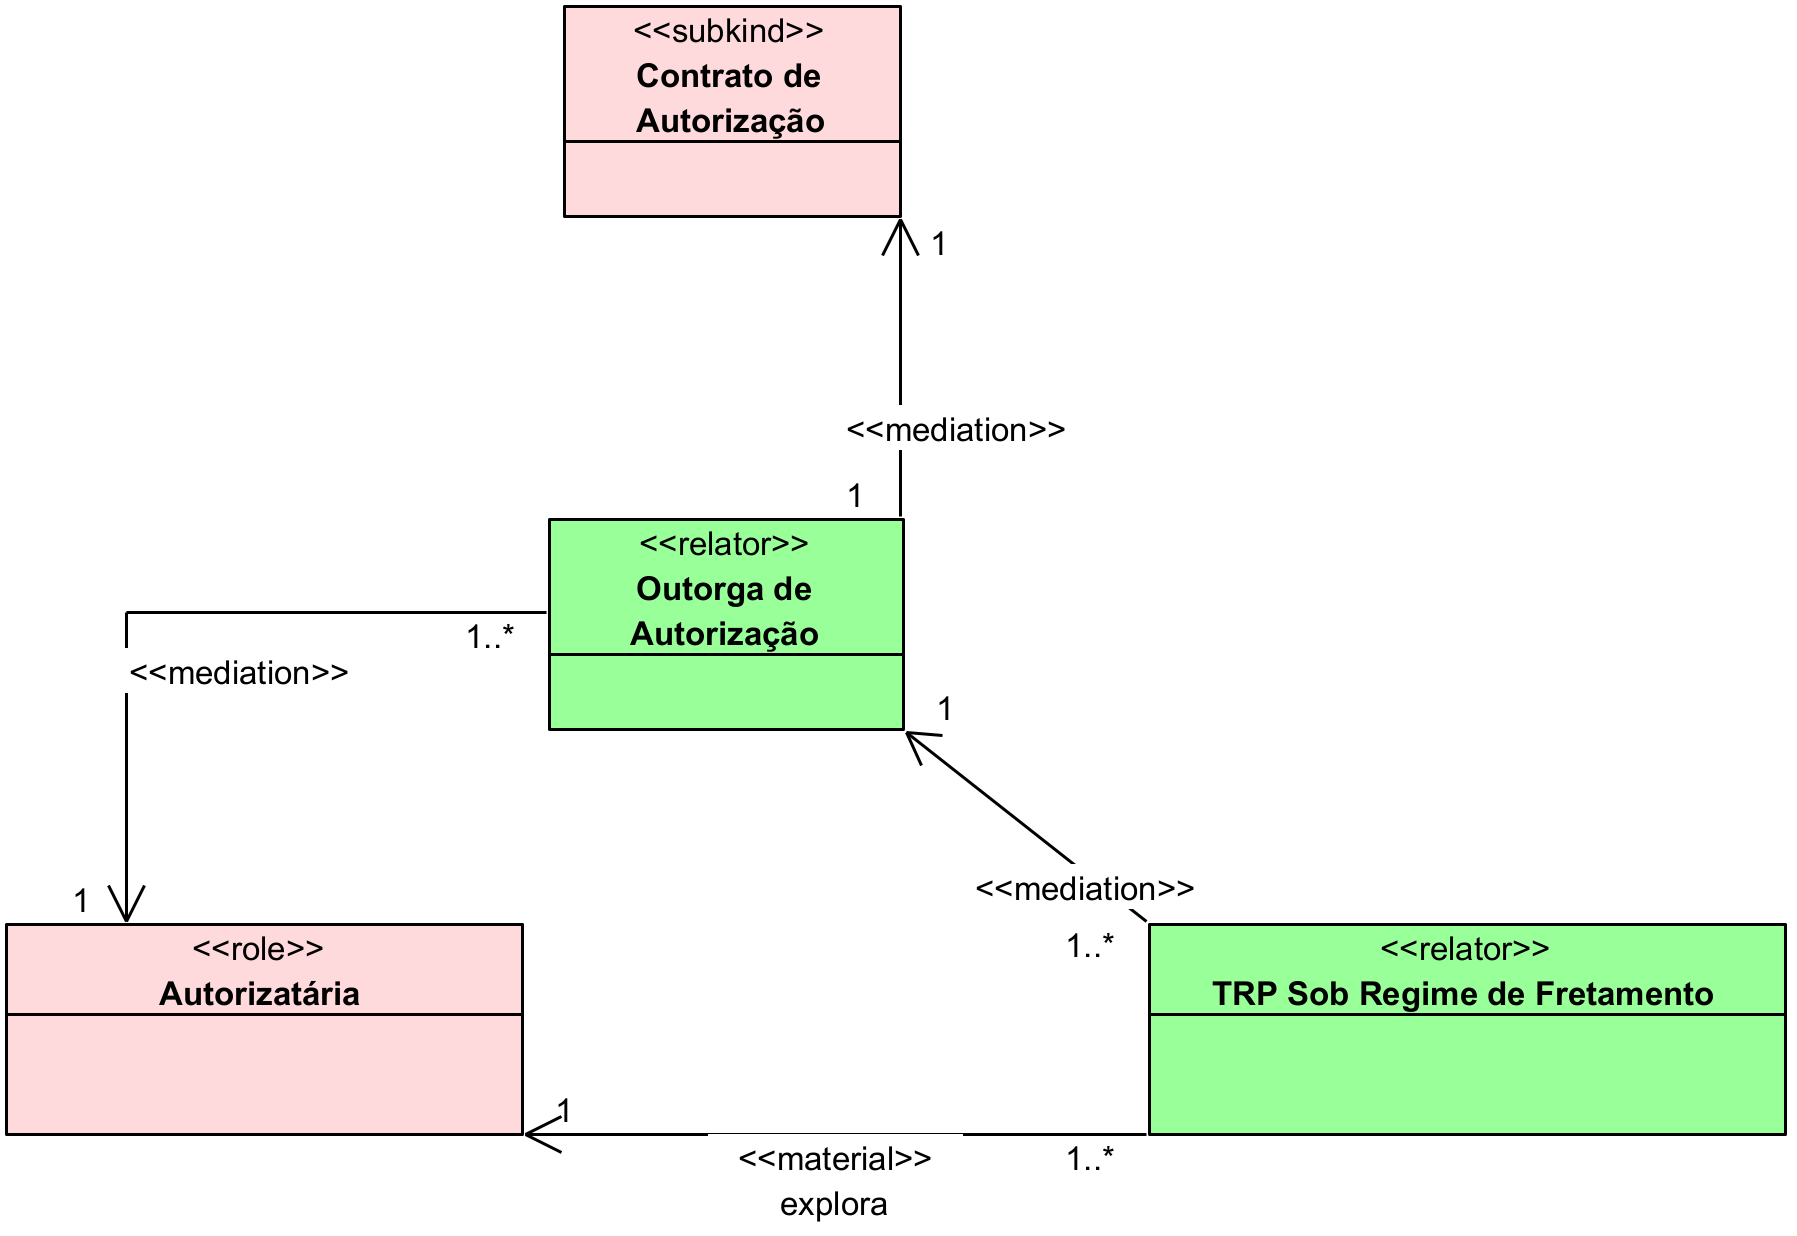 <<subkind>>
Contrato de
Autorização
1
<<mediation>>
1
<<relator>>
Outorga de
Autorização
1..*
<<mediation>>
1
1
<<mediation>>
1..*
<<role>>
Autorizatária
<<relator>>
TRP Sob Regime de Fretamento
1
<<material>>
explora
1..*